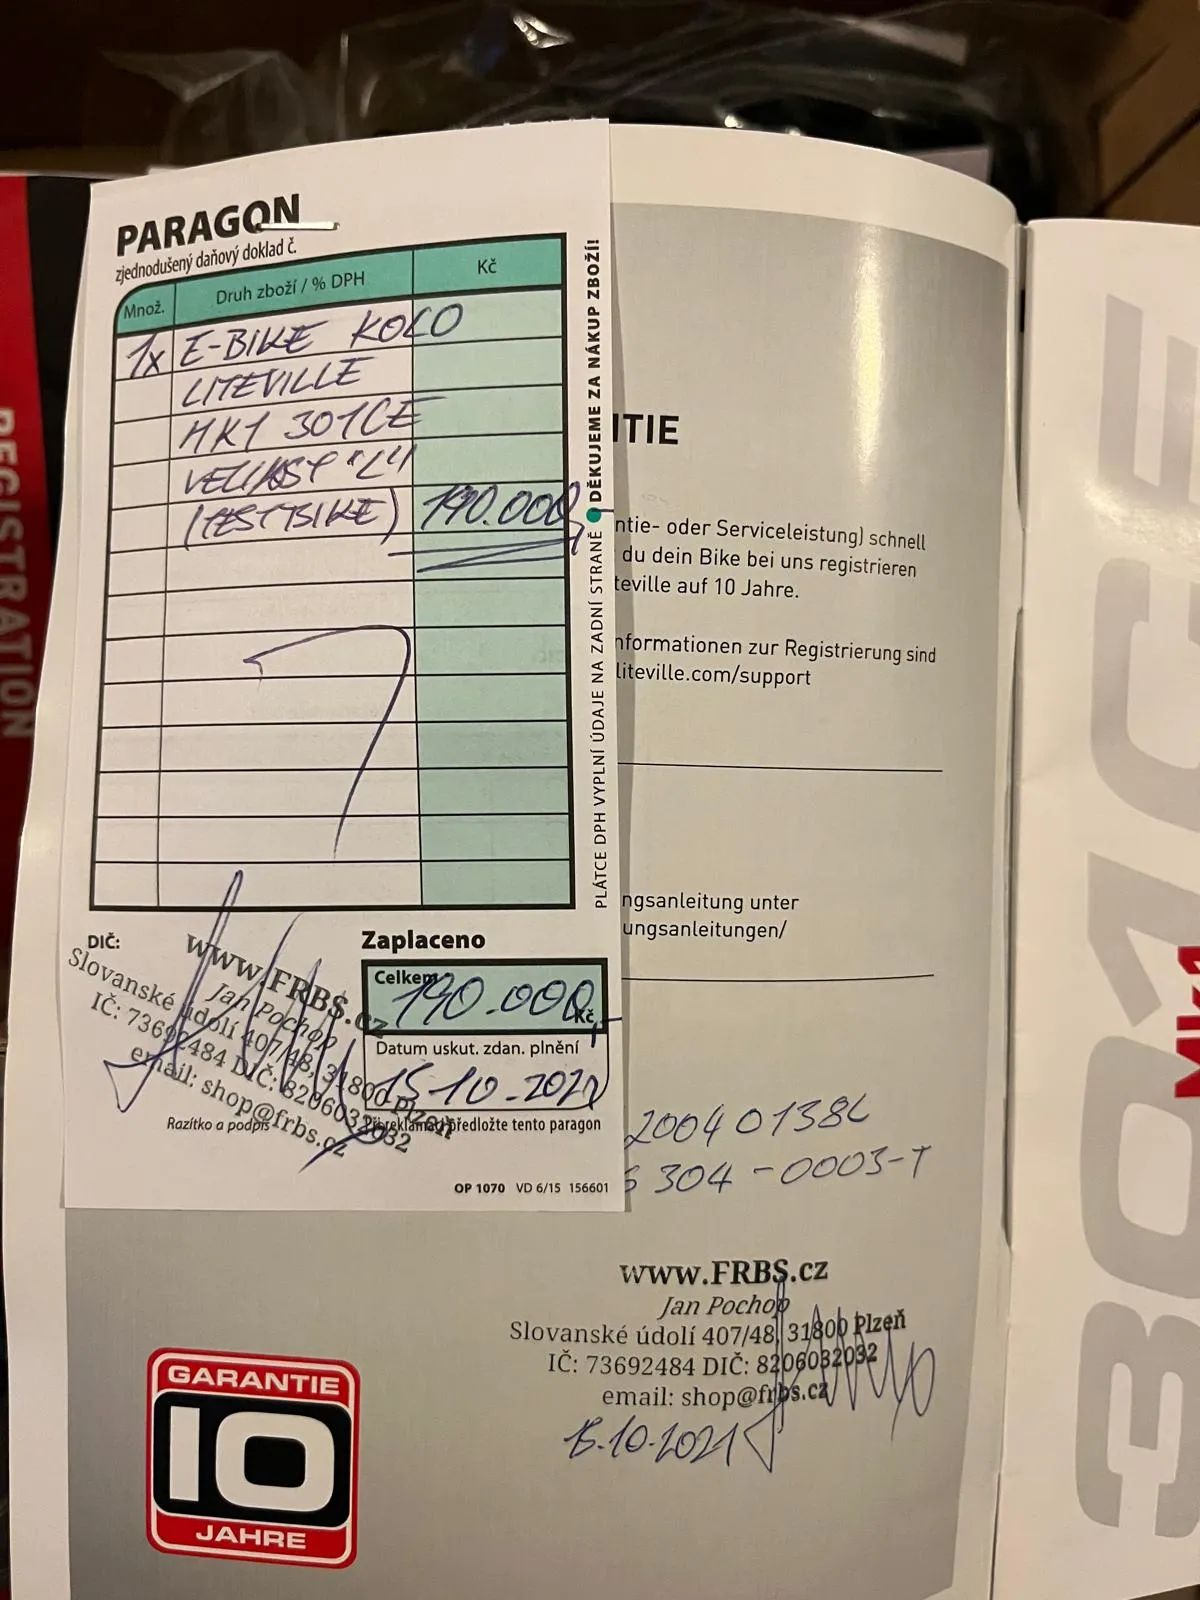 PARAGON
zjednodušený daňový doklad č.
Množ. Druh zboží / % DPH Kč
1x E-BIKE KOLO
LITEVILLE
MK1 301CE
VELIKOST "L"
(TESTBIKE) 190.000,-
PLÁTCE DPH VYPLNÍ ÚDAJE NA ZADNÍ STRANĚ ● DĚKUJEME ZA NÁKUP ZBOŽÍ!
DIČ:
www.FRBS.cz
Jan Pochop
Slovanské údolí 407/48, 31800 Plzeň
IČ: 73692484 DIČ: 8206032032
email: shop@frbs.cz
Razítko a podpis
Zaplaceno
Celkem 190.000,- Kč
Datum uskut. zdan. plnění
15.10.2021
Při reklamaci předložte tento paragon
OP 1070 VD 6/15 156601
REGISTRATION
NTIE
ntie- oder Serviceleistung) schnell
du dein Bike bei uns registrieren
teville auf 10 Jahre.
nformationen zur Registrierung sind
liteville.com/support
ngsanleitung unter
ungsanleitungen/
20040138L
304-0003-T
www.FRBS.cz
Jan Pochop
Slovanské údolí 407/48, 31800 Plzeň
IČ: 73692484 DIČ: 8206032032
email: shop@frbs.cz
15.10.2021
GARANTIE
10
JAHRE
301CE
Mk1